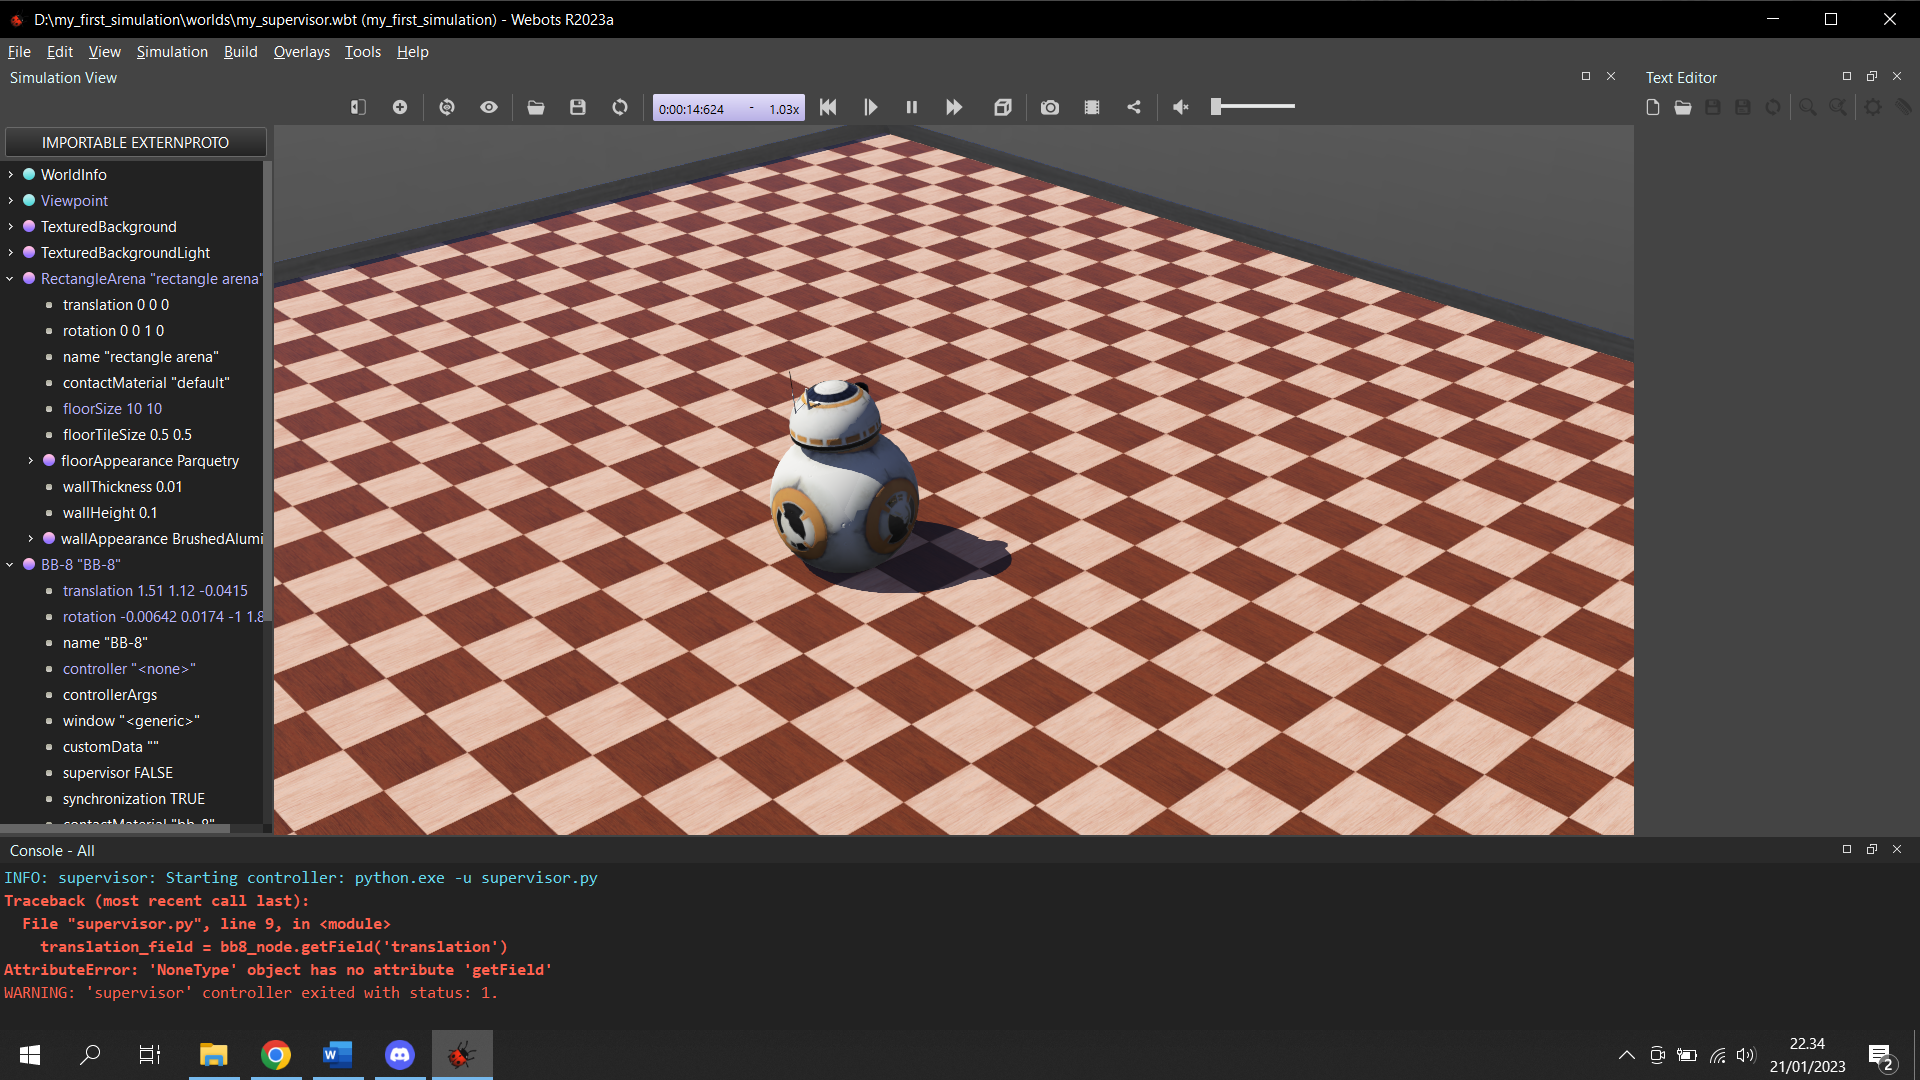 D:\my_first_simulation\worlds\my_supervisor.wbt (my_first_simulation) - Webots R2023a
File Edit View Simulation Build Overlays Tools Help
Simulation View
Text Editor
0:00:14:624 - 1.03x
IMPORTABLE EXTERNPROTO
WorldInfo
Viewpoint
TexturedBackground
TexturedBackgroundLight
RectangleArena "rectangle arena"
translation 0 0 0
rotation 0 0 1 0
name "rectangle arena"
contactMaterial "default"
floorSize 10 10
floorTileSize 0.5 0.5
floorAppearance Parquetry
wallThickness 0.01
wallHeight 0.1
wallAppearance BrushedAlumi
BB-8 "BB-8"
translation 1.51 1.12 -0.0415
rotation -0.00642 0.0174 -1 1.8
name "BB-8"
controller "<none>"
controllerArgs
window "<generic>"
customData ""
supervisor FALSE
synchronization TRUE
contactMaterial "bb-8"
Console - All
INFO: supervisor: Starting controller: python.exe -u supervisor.py
Traceback (most recent call last):
File "supervisor.py", line 9, in <module>
translation_field = bb8_node.getField('translation')
AttributeError: 'NoneType' object has no attribute 'getField'
WARNING: 'supervisor' controller exited with status: 1.
W
22.34
21/01/2023
2